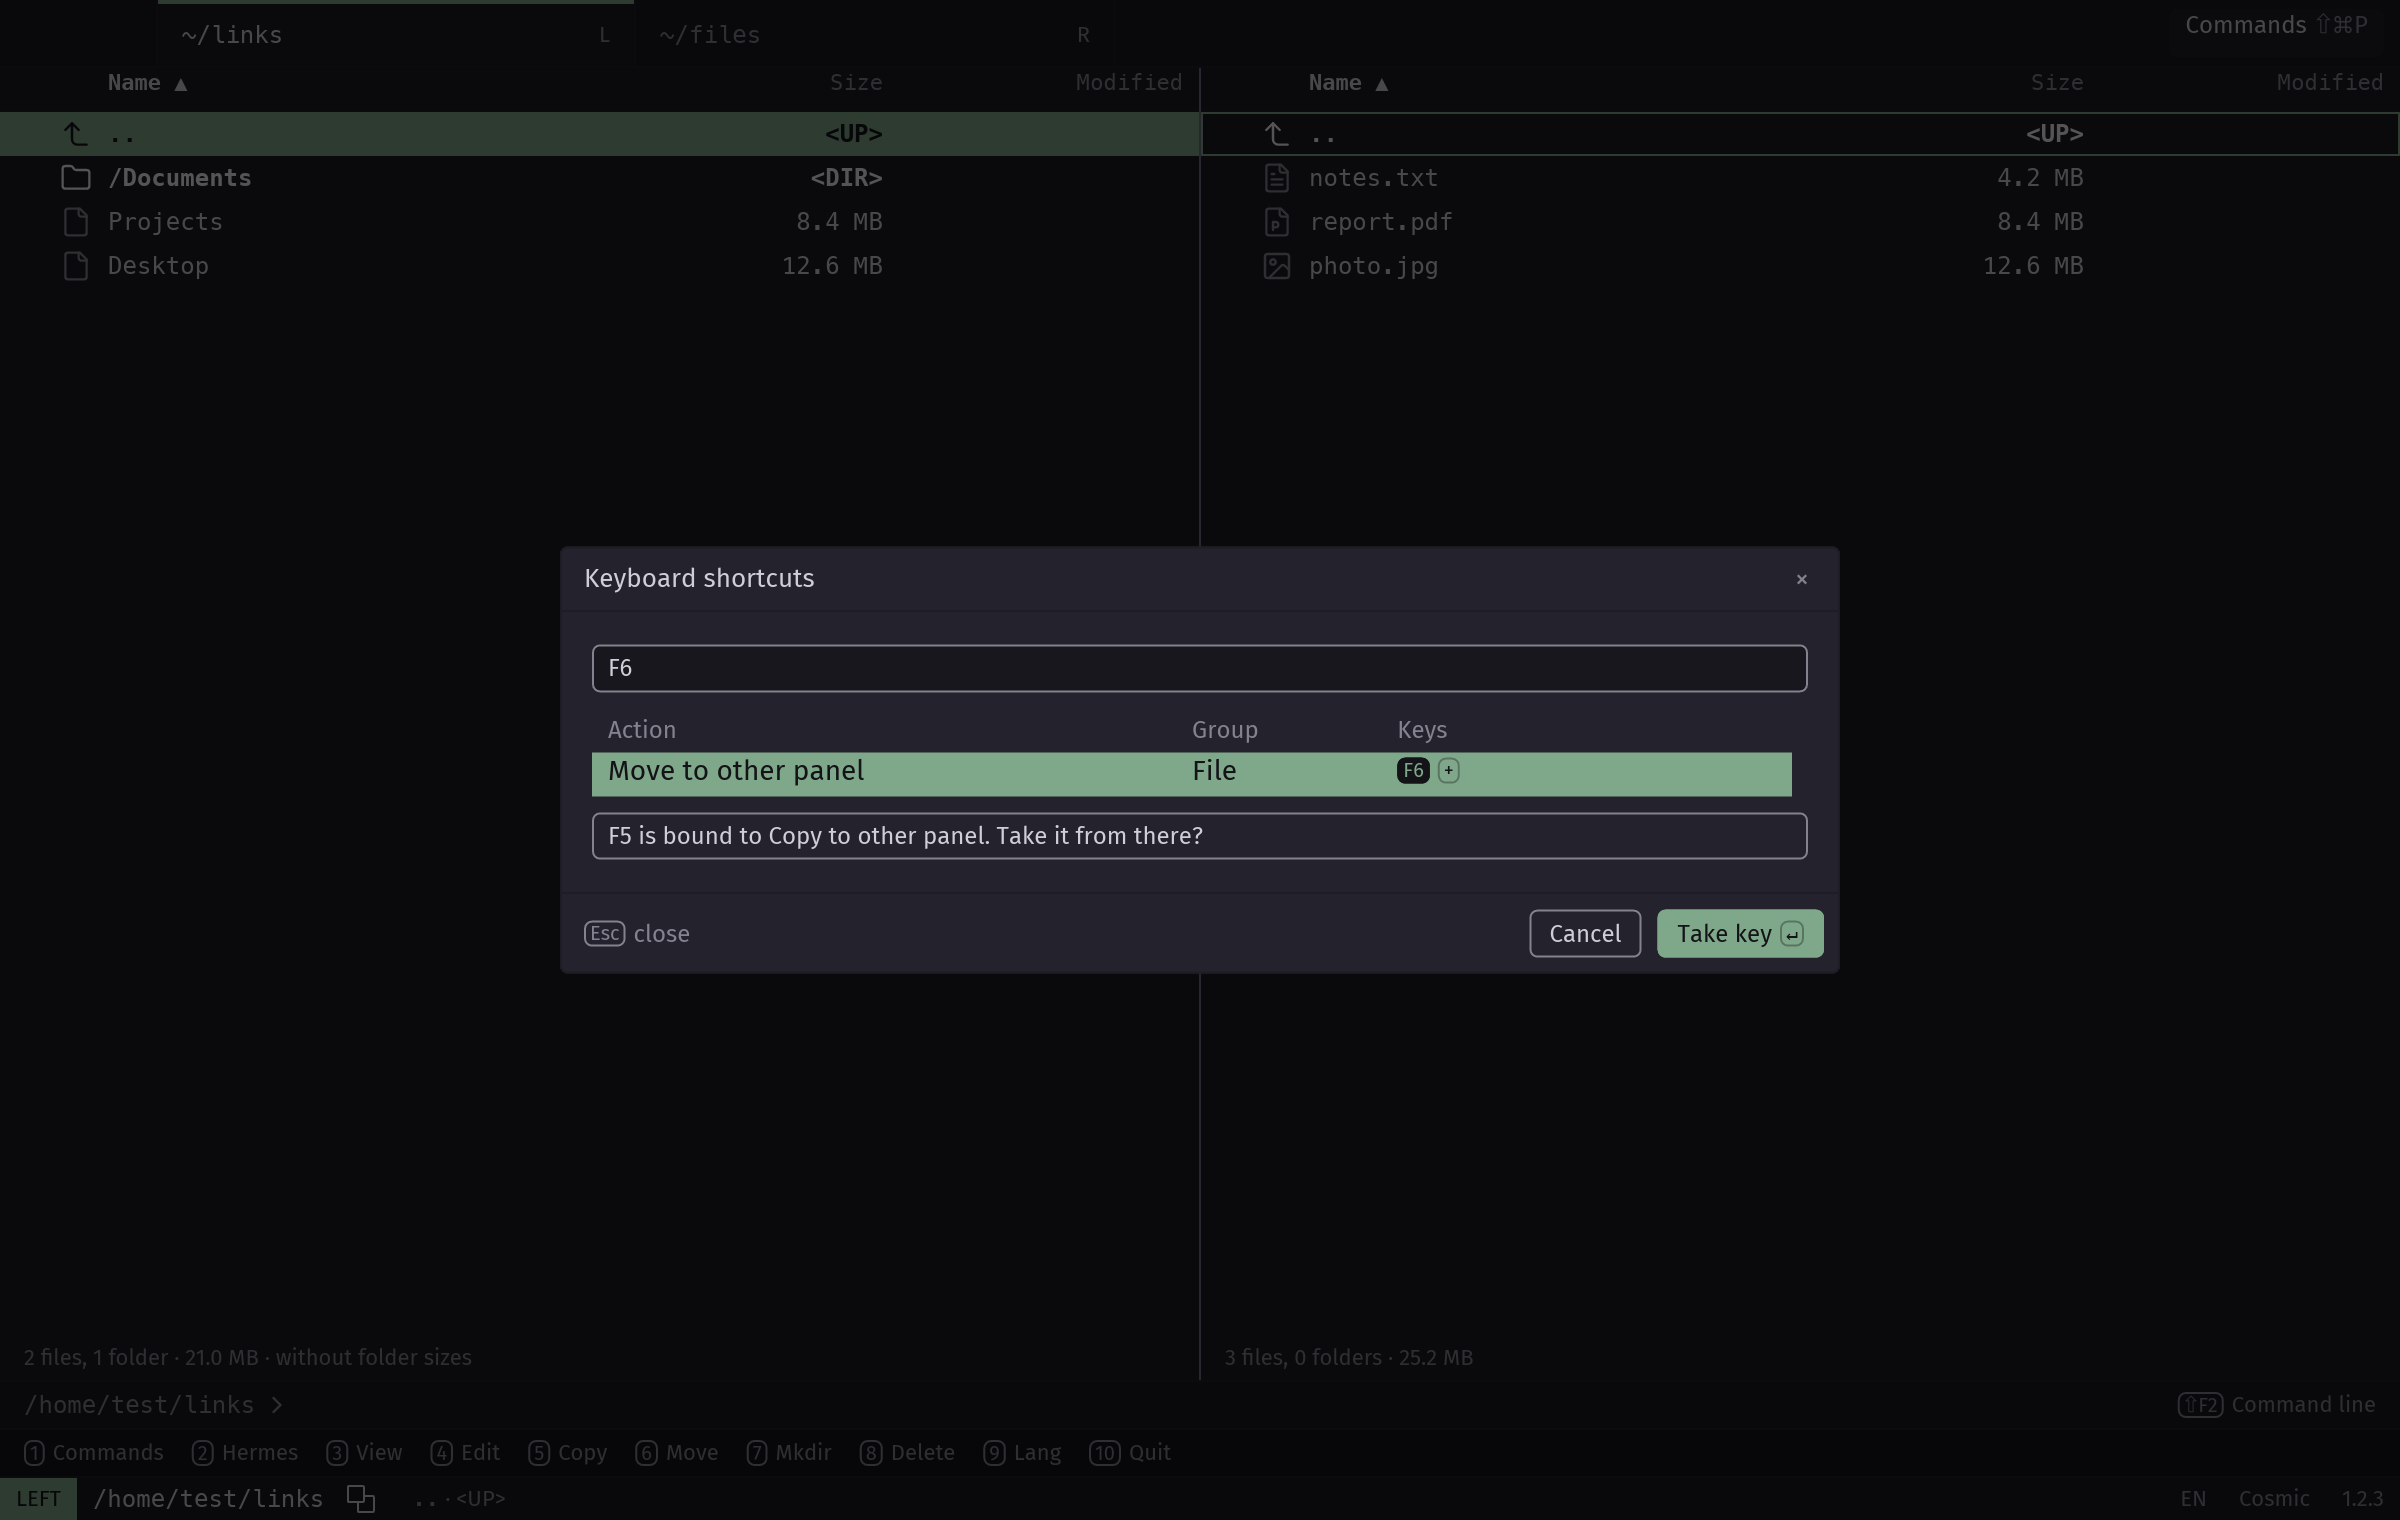 ~/links L ~/files R Commands ⇧⌘P
Name ▲ Size Modified Name ▲ Size Modified
.. <UP> .. <UP>
/Documents <DIR> notes.txt 4.2 MB
Projects 8.4 MB report.pdf 8.4 MB
Desktop 12.6 MB photo.jpg 12.6 MB
Keyboard shortcuts ×
F6
Action Group Keys
Move to other panel File F6 +
F5 is bound to Copy to other panel. Take it from there?
Esc close Cancel Take key ↵
2 files, 1 folder · 21.0 MB · without folder sizes 3 files, 0 folders · 25.2 MB
/home/test/links > ⇧F2 Command line
1 Commands 2 Hermes 3 View 4 Edit 5 Copy 6 Move 7 Mkdir 8 Delete 9 Lang 10 Quit
LEFT /home/test/links .. · <UP> EN Cosmic 1.2.3